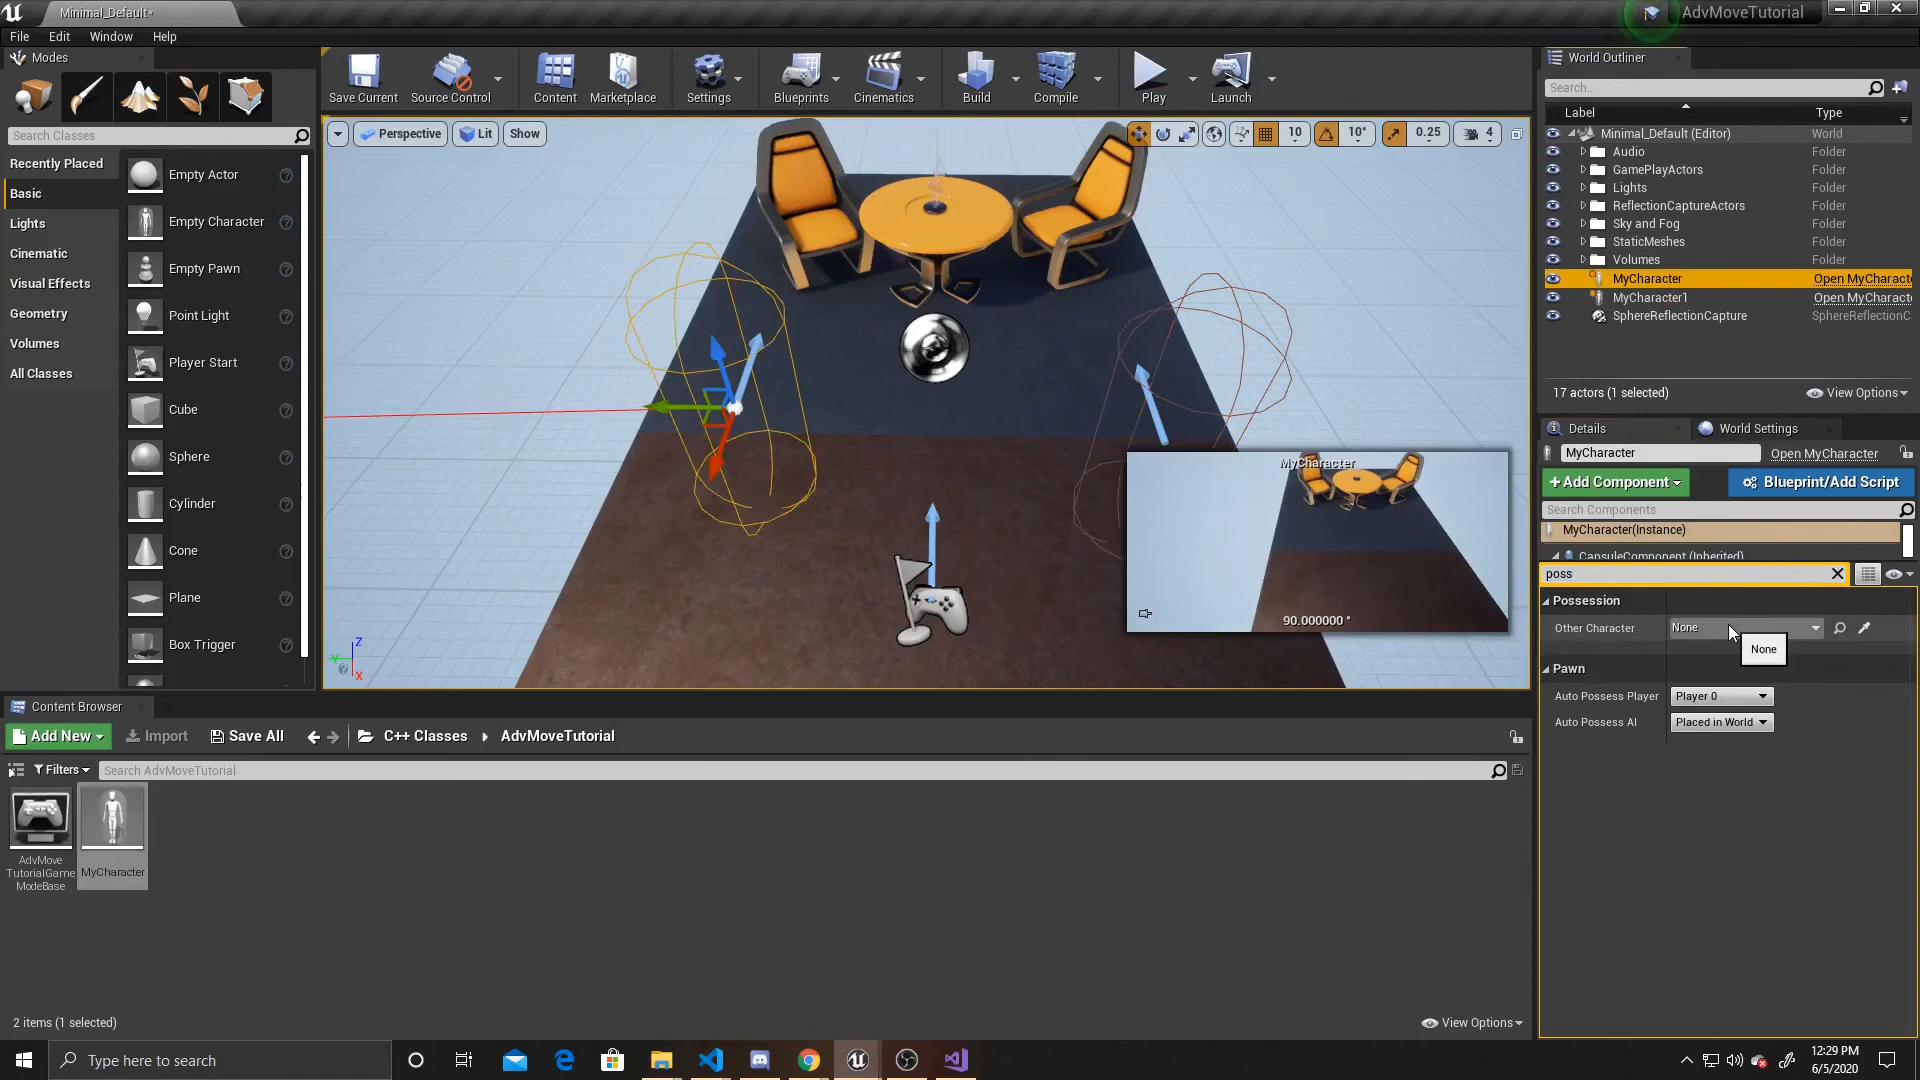 Minimal_Default*
AdvMoveTutorial
File Edit Window Help
Modes
Search Classes
Recently Placed
Basic
Lights
Cinematic
Visual Effects
Geometry
Volumes
All Classes
Empty Actor
Empty Character
Empty Pawn
Point Light
Player Start
Cube
Sphere
Cylinder
Cone
Plane
Box Trigger
Save Current
Source Control
Content
Marketplace
Settings
Blueprints
Cinematics
Build
Compile
Play
Launch
Perspective
Lit
Show
10
10°
0.25
4
MyCharacter
90.000000 °
Z
Y
X
World Outliner
Search...
Label Type
Minimal_Default (Editor) World
Audio Folder
GamePlayActors Folder
Lights Folder
ReflectionCaptureActors Folder
Sky and Fog Folder
StaticMeshes Folder
Volumes Folder
MyCharacter Open MyCharact
MyCharacter1 Open MyCharact
SphereReflectionCapture SphereReflectionC
17 actors (1 selected)
View Options
Details
World Settings
MyCharacter
Open MyCharacter
+Add Component
Blueprint/Add Script
Search Components
MyCharacter(Instance)
CapsuleComponent (Inherited)
poss
Possession
Other Character None
None
Pawn
Auto Possess Player Player 0
Auto Possess AI Placed in World
Content Browser
Add New
Import
Save All
C++ Classes
AdvMoveTutorial
Filters
Search AdvMoveTutorial
AdvMove
TutorialGame
ModeBase
MyCharacter
2 items (1 selected)
View Options
Type here to search
12:29 PM
6/5/2020